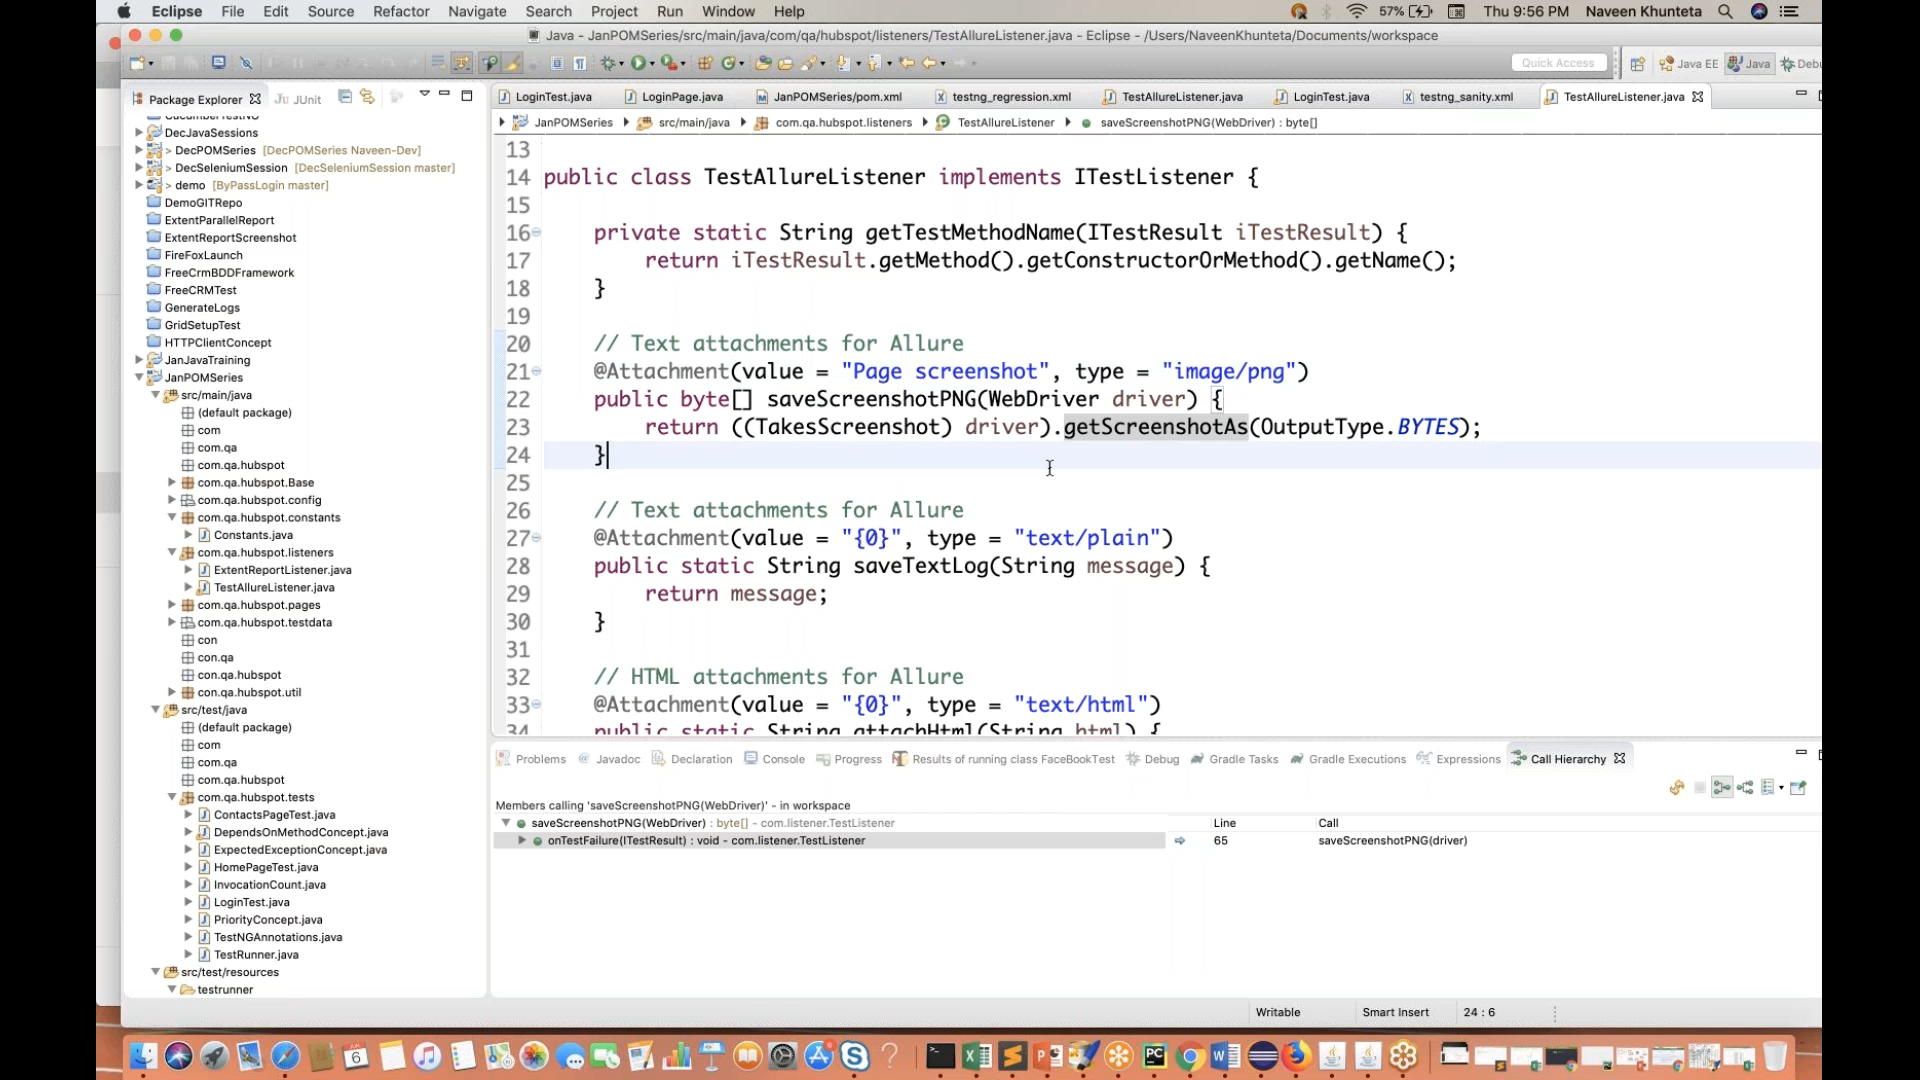 Eclipse File Edit Source Refactor Navigate Search Project Run Window Help 57% Thu 9:56 PM Naveen Khunteta
Java - JanPOMSeries/src/main/java/com/qa/hubspot/listeners/TestAllureListener.java - Eclipse - /Users/NaveenKhunteta/Documents/workspace
Quick Access Java EE Java Debu
Package Explorer JUnit
LoginTest.java LoginPage.java JanPOMSeries/pom.xml testng_regression.xml TestAllureListener.java LoginTest.java testng_sanity.xml TestAllureListener.java
JanPOMSeries src/main/java com.qa.hubspot.listeners TestAllureListener saveScreenshotPNG(WebDriver) : byte[]
CucumberTestNG
DecJavaSessions
> DecPOMSeries [DecPOMSeries Naveen-Dev]
> DecSeleniumSession [DecSeleniumSession master]
> demo [ByPassLogin master]
DemoGITRepo
ExtentParallelReport
ExtentReportScreenshot
FireFoxLaunch
FreeCrmBDDFramework
FreeCRMTest
GenerateLogs
GridSetupTest
HTTPClientConcept
JanJavaTraining
JanPOMSeries
src/main/java
(default package)
com
com.qa
com.qa.hubspot
com.qa.hubspot.Base
com.qa.hubspot.config
com.qa.hubspot.constants
Constants.java
com.qa.hubspot.listeners
ExtentReportListener.java
TestAllureListener.java
com.qa.hubspot.pages
com.qa.hubspot.testdata
con
con.qa
con.qa.hubspot
con.qa.hubspot.util
src/test/java
(default package)
com
com.qa
com.qa.hubspot
com.qa.hubspot.tests
ContactsPageTest.java
DependsOnMethodConcept.java
ExpectedExceptionConcept.java
HomePageTest.java
InvocationCount.java
LoginTest.java
PriorityConcept.java
TestNGAnnotations.java
TestRunner.java
src/test/resources
testrunner
13
14 public class TestAllureListener implements ITestListener {
15
16 private static String getTestMethodName(ITestResult iTestResult) {
17 return iTestResult.getMethod().getConstructorOrMethod().getName();
18 }
19
20 // Text attachments for Allure
21 @Attachment(value = "Page screenshot", type = "image/png")
22 public byte[] saveScreenshotPNG(WebDriver driver) {
23 return ((TakesScreenshot) driver).getScreenshotAs(OutputType.BYTES);
24 }
25
26 // Text attachments for Allure
27 @Attachment(value = "{0}", type = "text/plain")
28 public static String saveTextLog(String message) {
29 return message;
30 }
31
32 // HTML attachments for Allure
33 @Attachment(value = "{0}", type = "text/html")
34 public static String attachHtml(String html) {
Problems Javadoc Declaration Console Progress Results of running class FaceBookTest Debug Gradle Tasks Gradle Executions Expressions Call Hierarchy
Members calling 'saveScreenshotPNG(WebDriver)' - in workspace
saveScreenshotPNG(WebDriver) : byte[] - com.listener.TestListener Line Call
onTestFailure(ITestResult) : void - com.listener.TestListener 65 saveScreenshotPNG(driver)
Writable Smart Insert 24 : 6